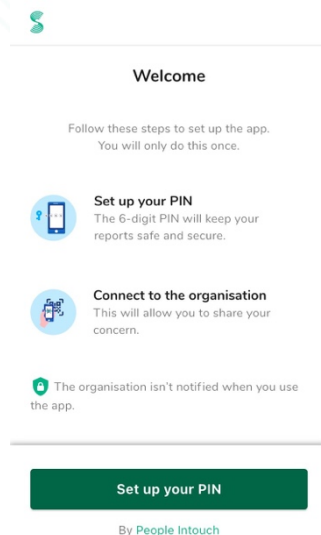 Welcome
Follow these steps to set up the app.
You will only do this once.
Set up your PIN
The 6-digit PIN will keep your
reports safe and secure.
Connect to the organisation
This will allow you to share your
concern.
The organisation isn't notified when you use
the app.
Set up your PIN
By People Intouch